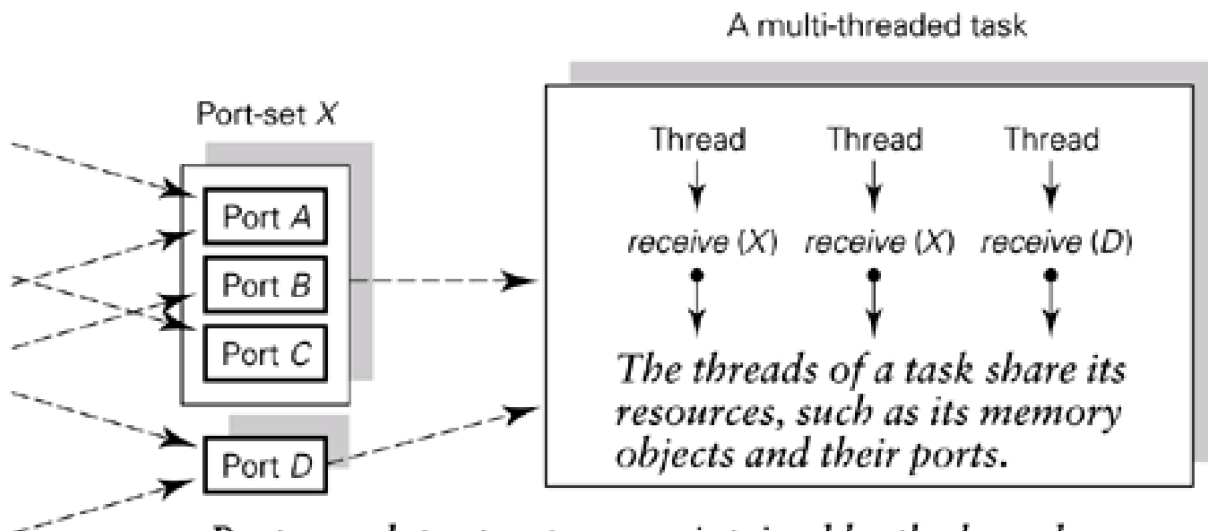 A multi-threaded task
Port-set X
Thread Thread Thread
Port A
receive (X) receive (X) receive (D)
Port B
Port C
The threads of a task share its
resources, such as its memory
objects and their ports.
Port D